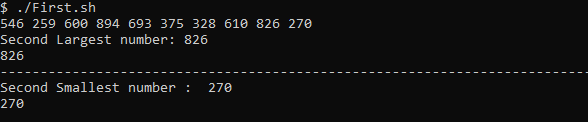 $ ./First.sh
546 259 600 894 693 375 328 610 826 270
Second Largest number: 826
826
--------------------------------------------------------------------------
Second Smallest number :  270
270